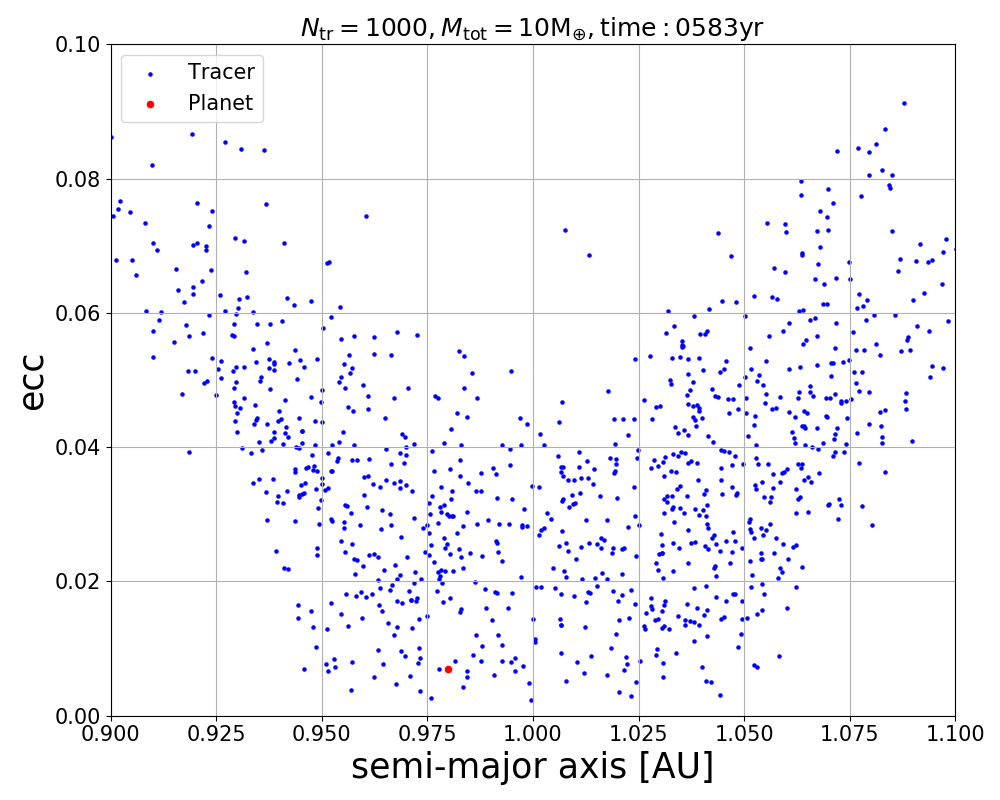 N_tr = 1000, M_tot = 10M_⊕, time : 0583yr
Tracer
Planet
0.10
0.08
0.06
0.04
0.02
0.00
ecc
0.900 0.925 0.950 0.975 1.000 1.025 1.050 1.075 1.100
semi-major axis [AU]